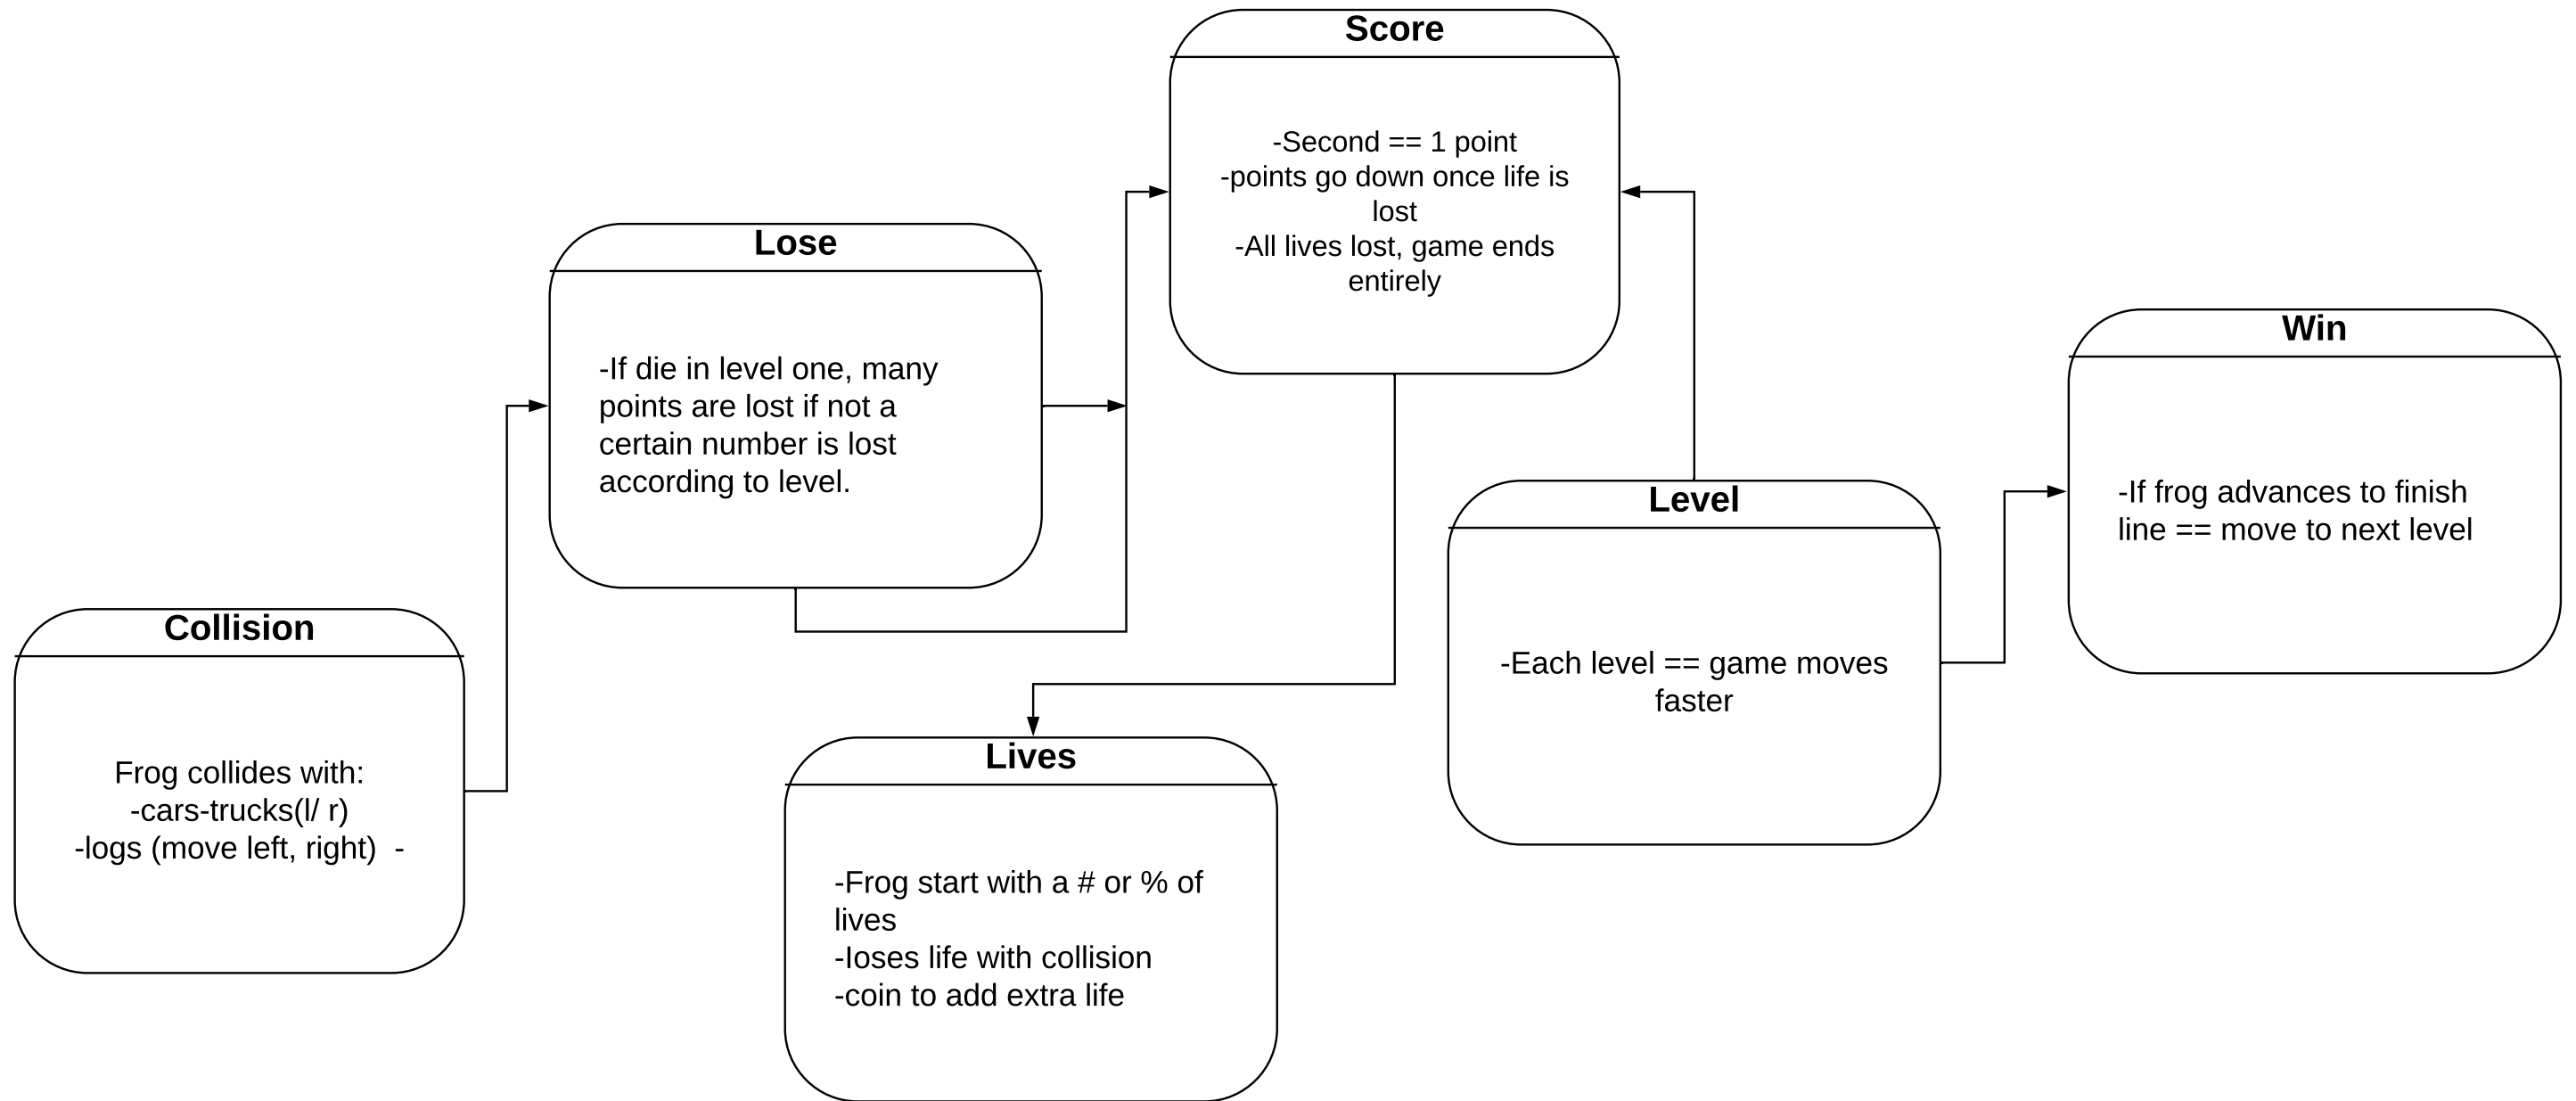 Score
-Second == 1 point
-points go down once life is
lost
-All lives lost, game ends
entirely
Lose
-If die in level one, many
points are lost if not a
certain number is lost
according to level.
Win
-If frog advances to finish
line == move to next level
Level
-Each level == game moves
faster
Collision
Frog collides with:
-cars-trucks(l/ r)
-logs (move left, right)  -
Lives
-Frog start with a # or % of
lives
-loses life with collision
-coin to add extra life